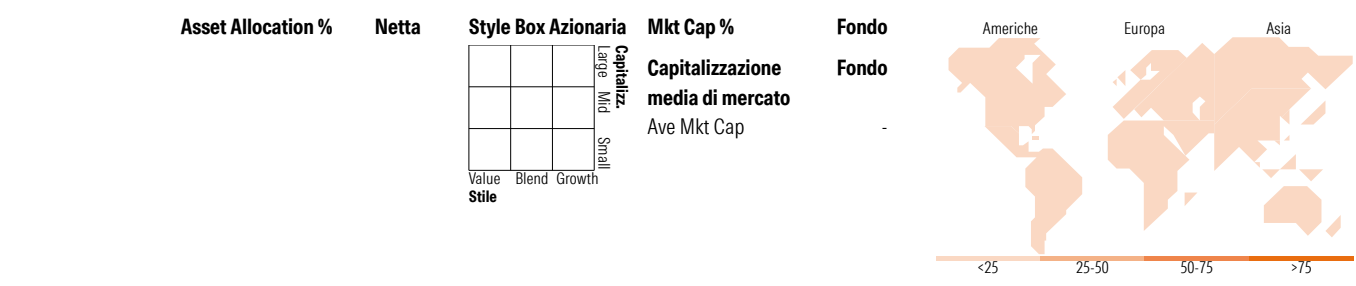 Asset Allocation % Netta
Style Box Azionaria
Large Mid Small
Capitalizz.
Value Blend Growth
Stile
Mkt Cap % Fondo
Capitalizzazione Fondo
media di mercato
Ave Mkt Cap -
Americhe Europa Asia
<25 25-50 50-75 >75